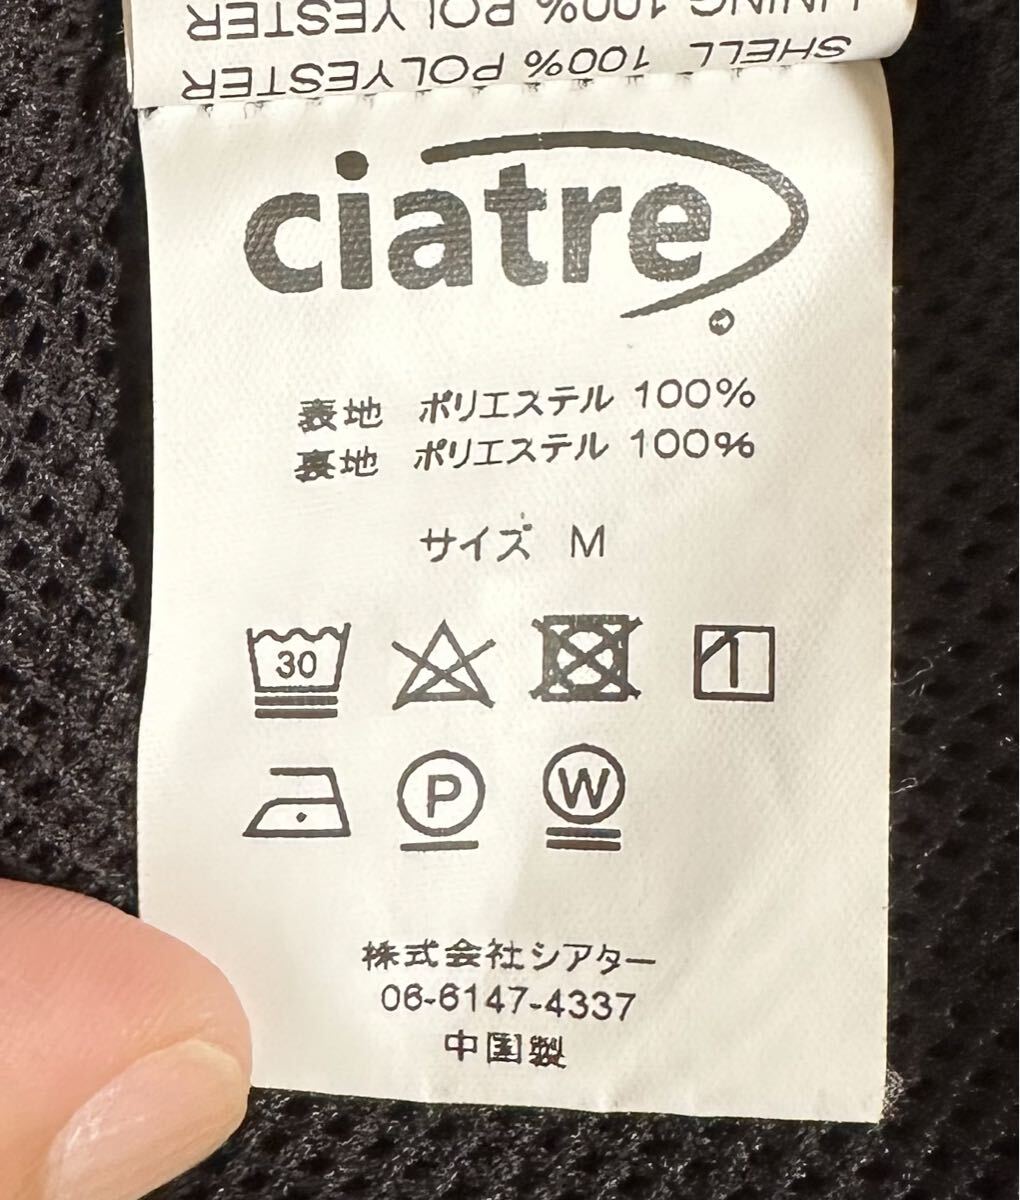 LINING 100% POLYESTER
SHELL 100% POLYESTER
ciatre
®
表地 ポリエステル 100%
裏地 ポリエステル 100%
サイズ M
30
P W
株式会社シアター
06-6147-4337
中国製